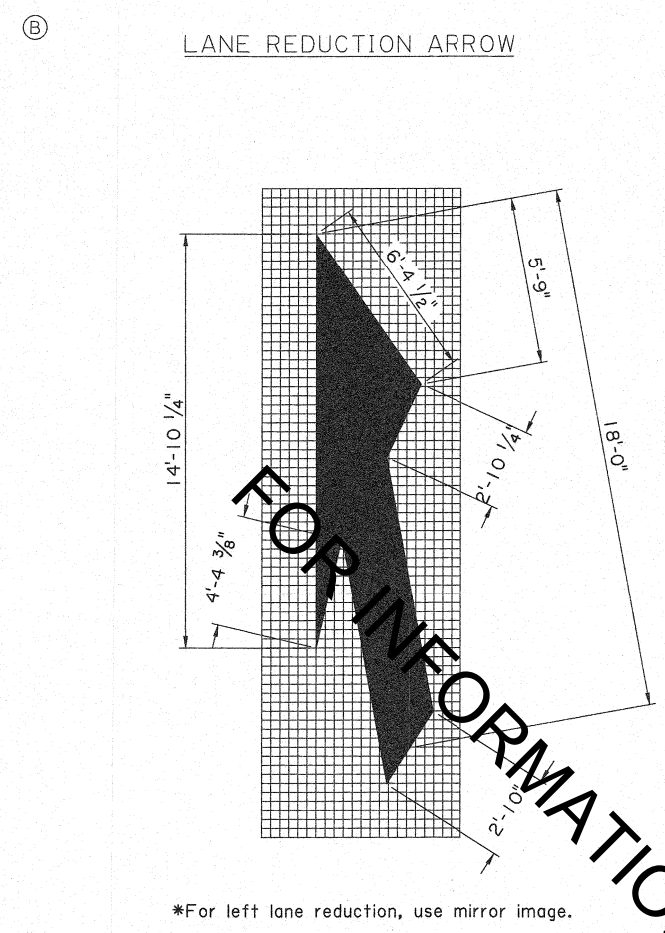 B
LANE REDUCTION ARROW
6'-4 1/2"
5'-9"
14'-10 1/4"
18'-0"
2'-10 1/4"
4'-4 3/8"
2'-10"
FOR INFORMATIO
*For left lane reduction, use mirror image.